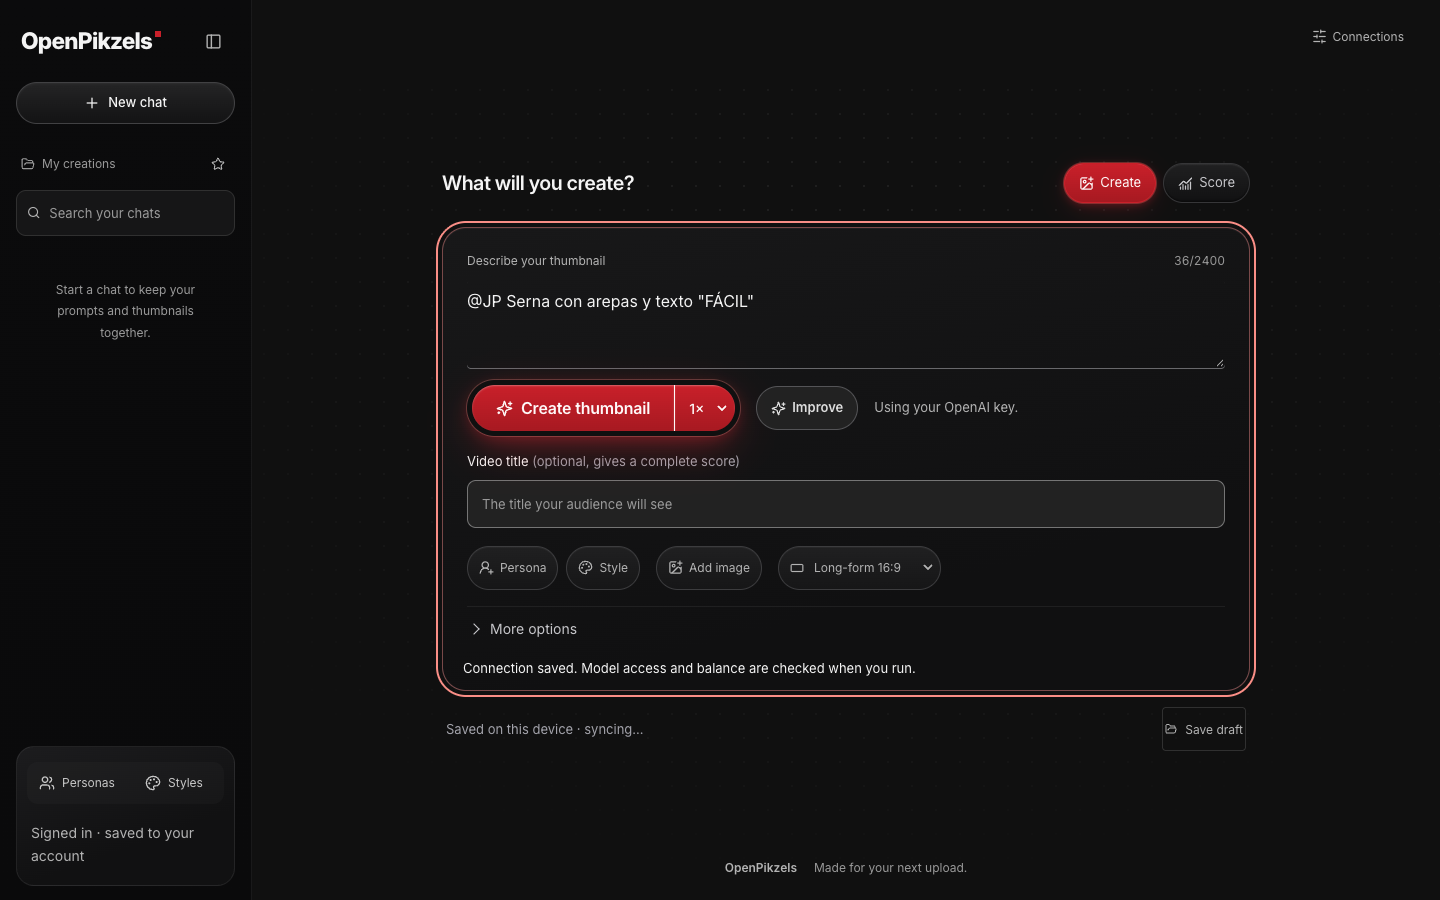 OpenPikzels
New chat
My creations
Search your chats
Start a chat to keep your
prompts and thumbnails
together.
Personas
Styles
Signed in · saved to your
account
Connections
What will you create?
Create
Score
Describe your thumbnail
36/2400
@JP Serna con arepas y texto "FÁCIL"
Create thumbnail
1×
Improve
Using your OpenAI key.
Video title (optional, gives a complete score)
The title your audience will see
Persona
Style
Add image
Long-form 16:9
More options
Connection saved. Model access and balance are checked when you run.
Saved on this device · syncing...
Save draft
OpenPikzels
Made for your next upload.